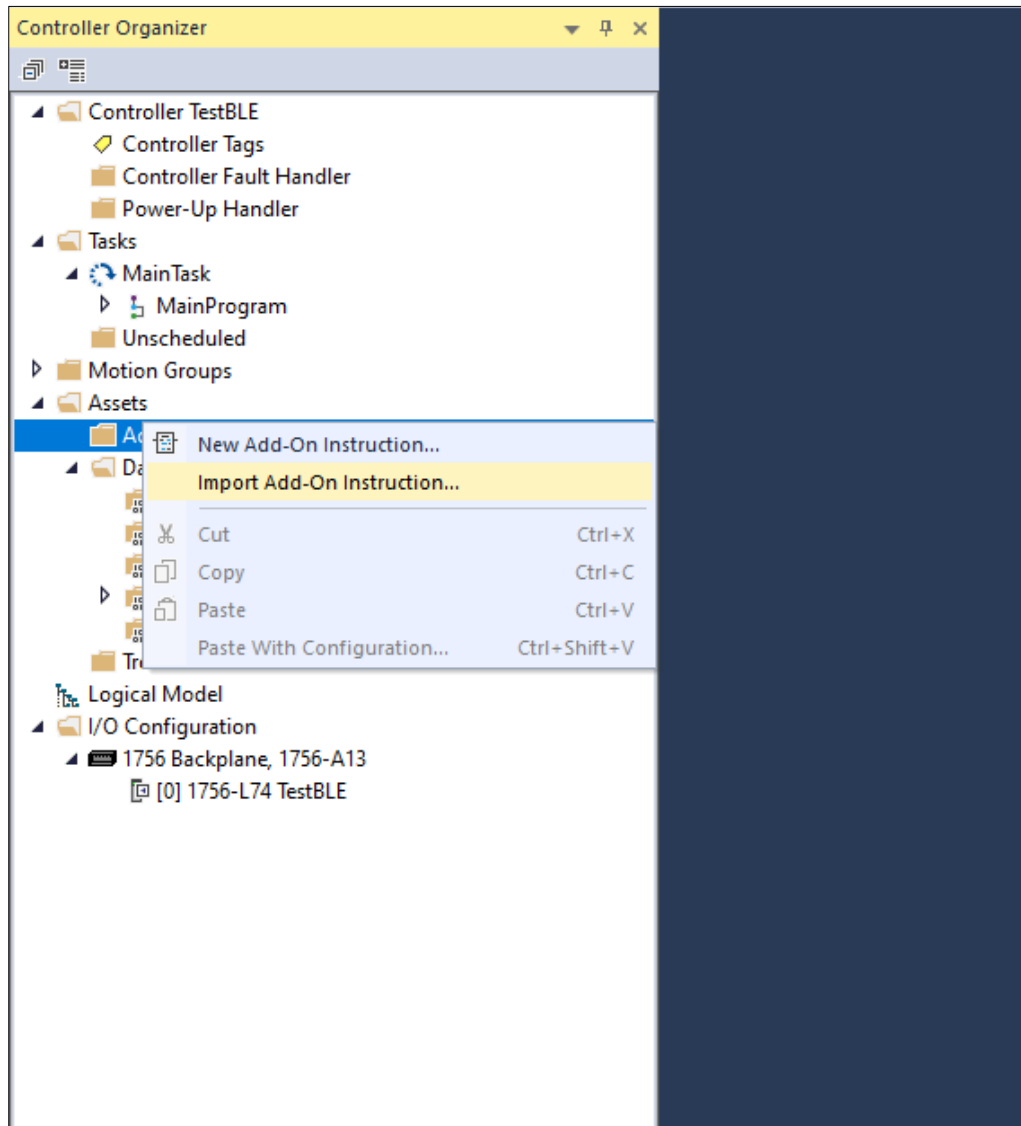 Controller Organizer
Controller TestBLE
Controller Tags
Controller Fault Handler
Power-Up Handler
Tasks
MainTask
MainProgram
Unscheduled
Motion Groups
Assets
New Add-On Instruction...
Import Add-On Instruction...
Cut Ctrl+X
Copy Ctrl+C
Paste Ctrl+V
Paste With Configuration... Ctrl+Shift+V
Logical Model
I/O Configuration
1756 Backplane, 1756-A13
[0] 1756-L74 TestBLE